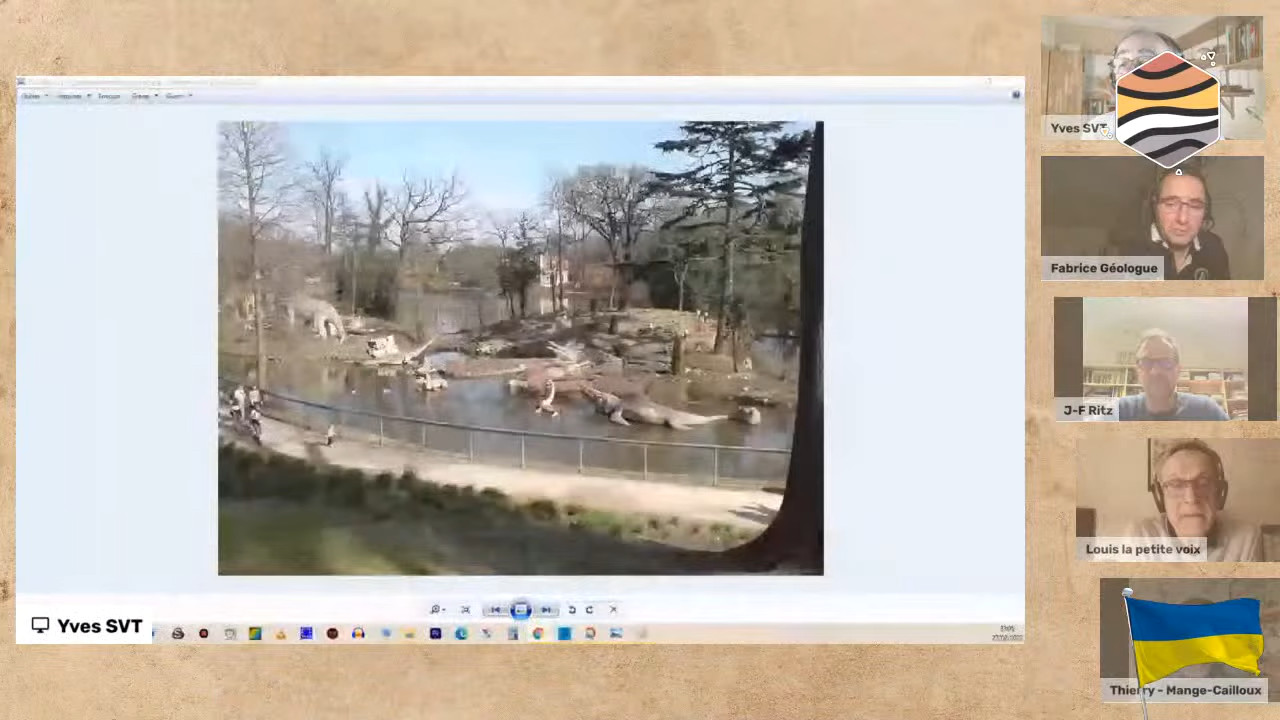 Yves SVT
Fabrice Géologue
J-F Ritz
Louis la petite voix
Yves SVT
Thierry - Mange-Cailloux